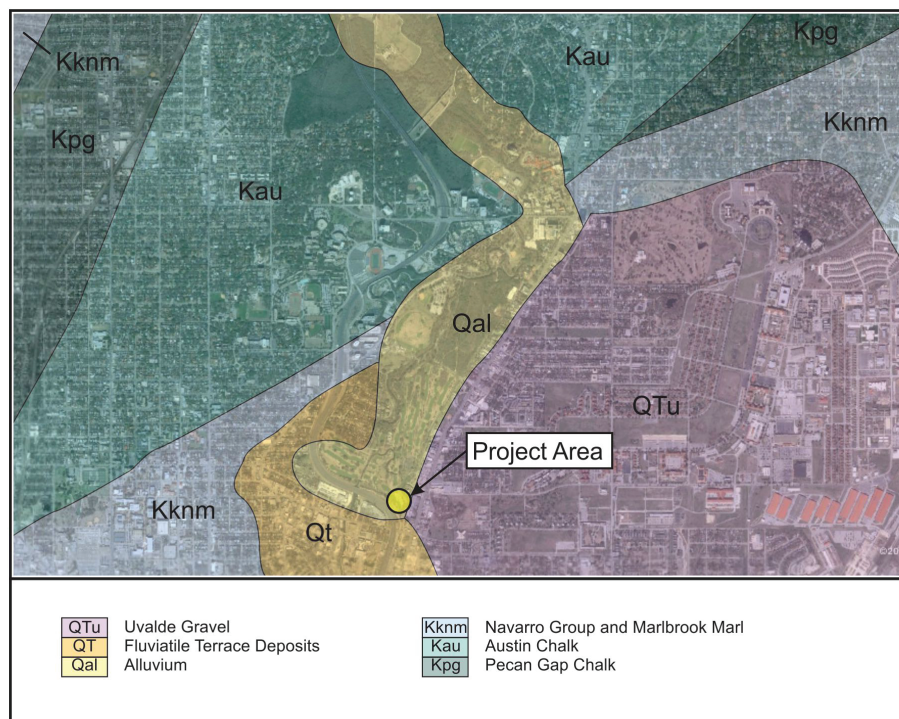 Kknm
Kau
Kpg
Kpg
Kknm
Kau
Qal
QTu
Project Area
Kknm
Qt
©20
QTu Uvalde Gravel
QT Fluviatile Terrace Deposits
Qal Alluvium
Kknm Navarro Group and Marlbrook Marl
Kau Austin Chalk
Kpg Pecan Gap Chalk